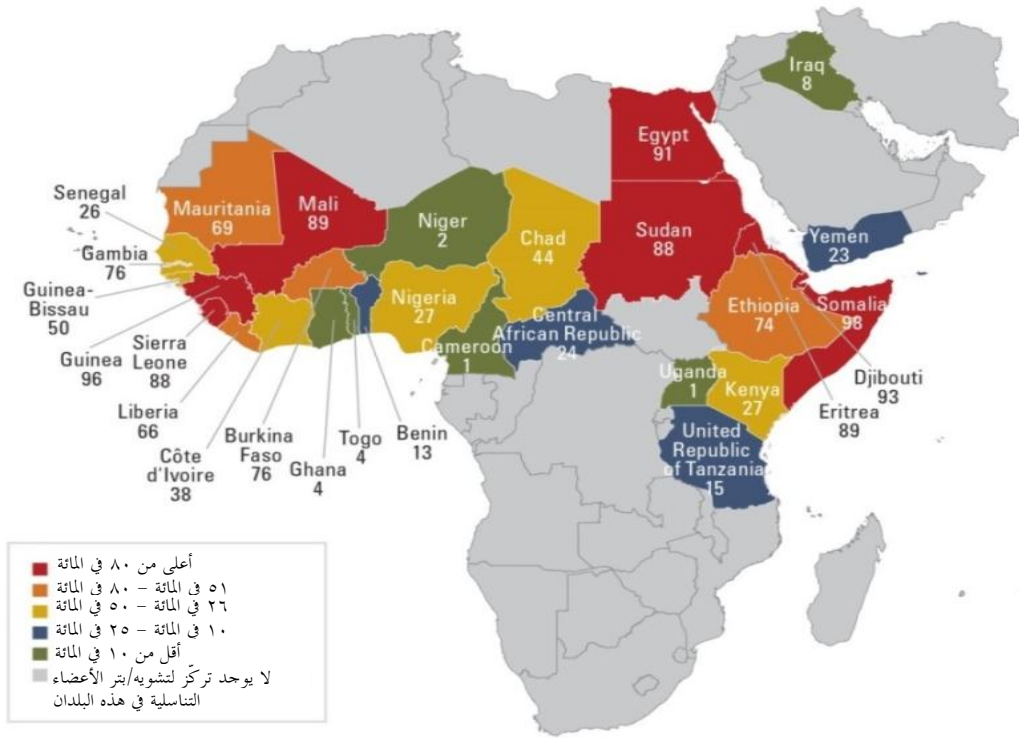 Iraq
8
Egypt
91
Senegal
26
Mauritania
69
Mali
89
Niger
2
Chad
44
Sudan
88
Yemen
23
Gambia
76
Guinea-
Bissau
50
Nigeria
27
Ethiopia
74
Somalia
98
Central
African Republic
24
Cameroon
1
Guinea
96
Sierra
Leone
88
Uganda
1
Kenya
27
Djibouti
93
Eritrea
89
Liberia
66
Côte
d'Ivoire
38
Burkina
Faso
76
Ghana
4
Togo
4
Benin
13
United
Republic
of Tanzania
15
أعلى من ٨٠ في المائة
٥١ في المائة – ٨٠ في المائة
٢٦ في المائة – ٥٠ في المائة
١٠ في المائة – ٢٥ في المائة
أقل من ١٠ في المائة
لا يوجد تركّز لتشويه/بتر الأعضاء
التناسلية في هذه البلدان